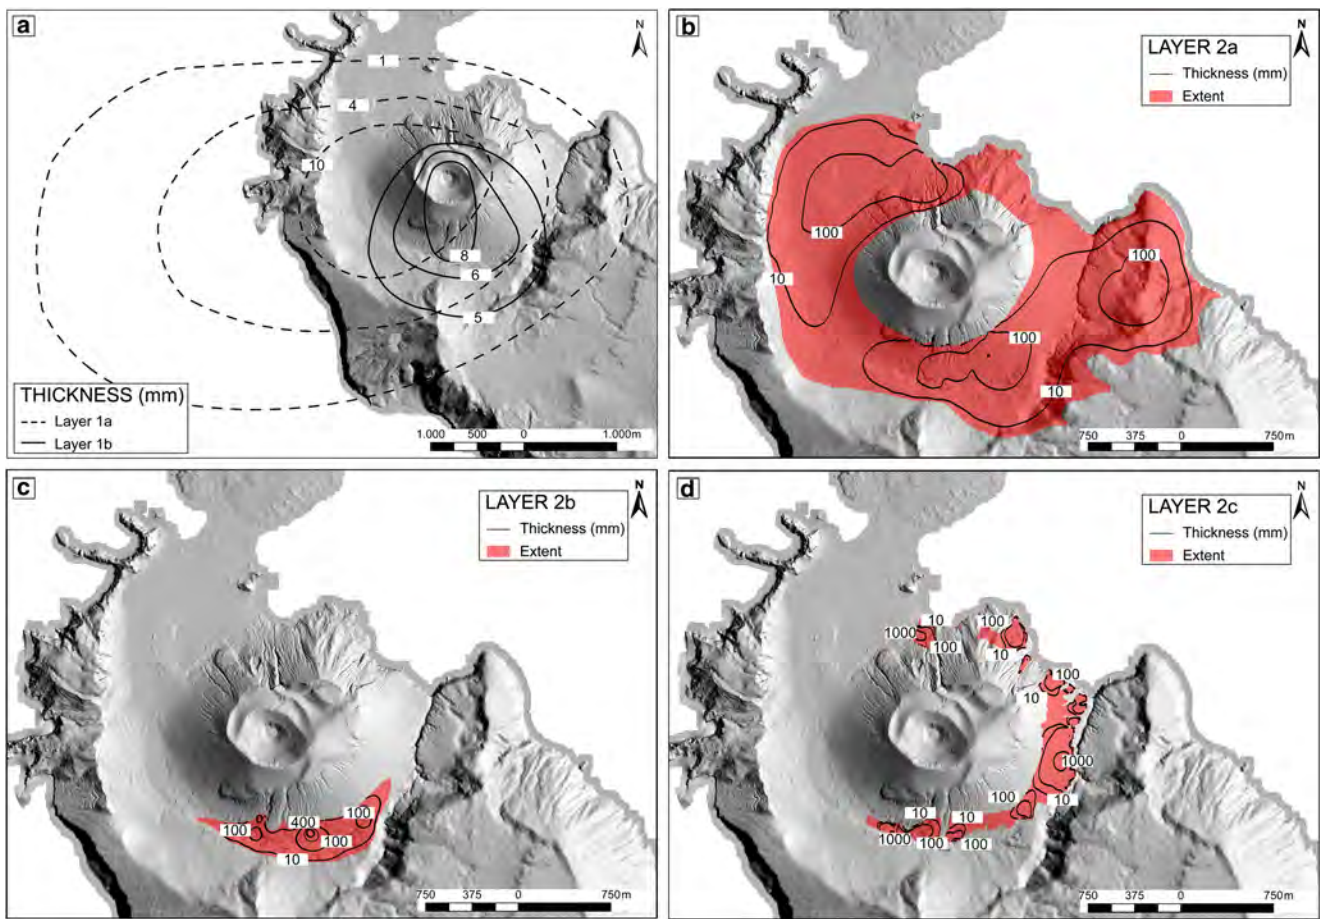 a
N
1
4
10
8
6
5
THICKNESS (mm)
Layer 1a
Layer 1b
1.000 500 0 1.000m
b
N
LAYER 2a
Thickness (mm)
Extent
100
100
10
100
10
750 375 0 750m
c
N
LAYER 2b
Thickness (mm)
Extent
100
400
100
100
10
750 375 0 750m
d
N
LAYER 2c
Thickness (mm)
Extent
10
100
1000
100
10
100
10
1000
100
10
10
10
1000
100
100
750 375 0 750m